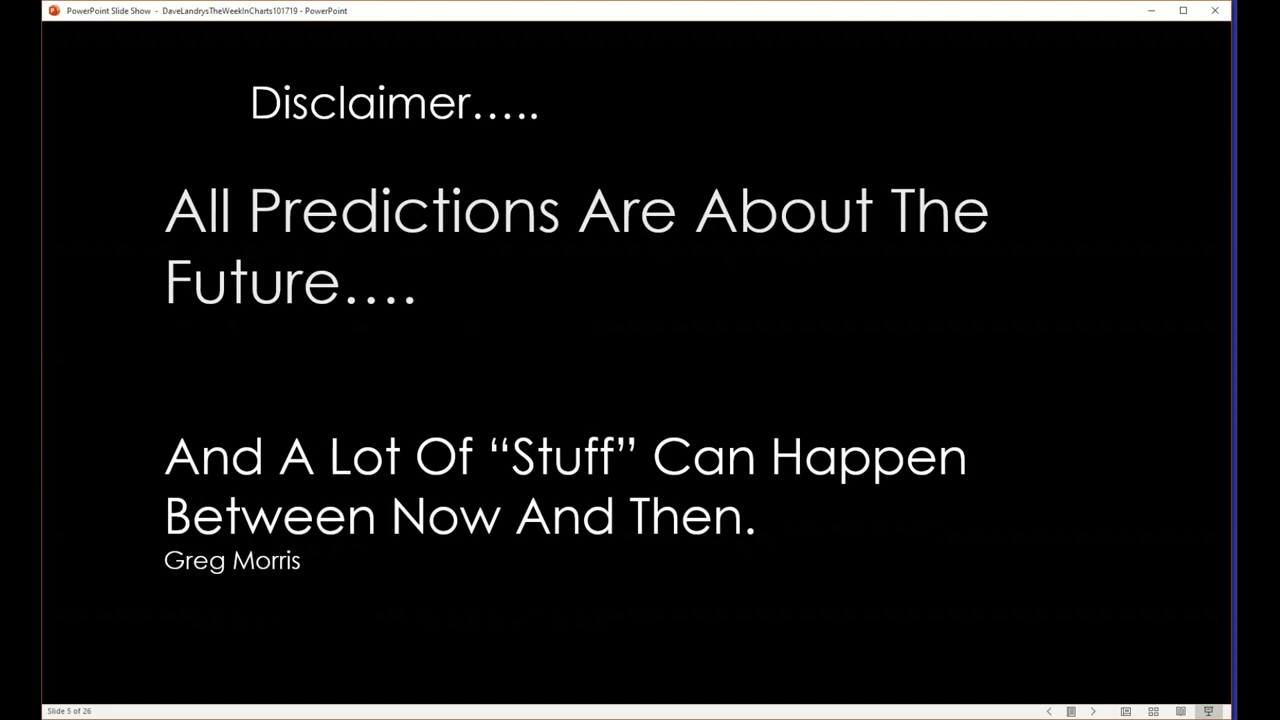 PowerPoint Slide Show - DaveLandrysTheWeekInCharts101719 - PowerPoint
Disclaimer.....
All Predictions Are About The
Future....
And A Lot Of “Stuff” Can Happen
Between Now And Then.
Greg Morris
Slide 5 of 26